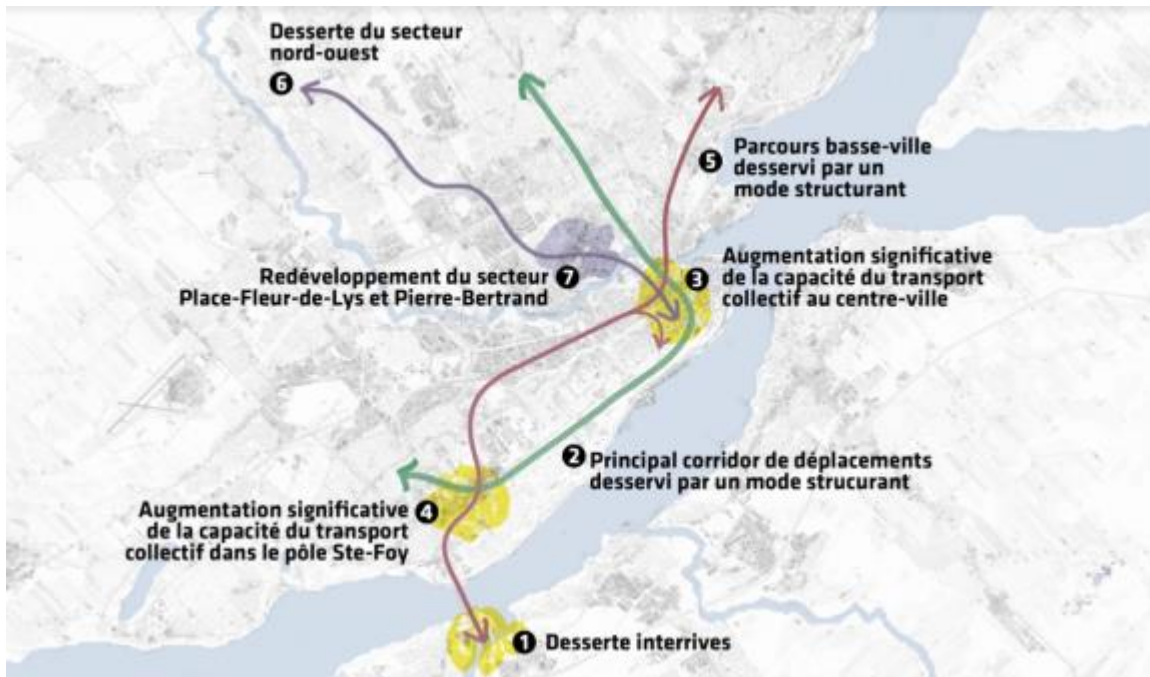 Desserte du secteur
nord-ouest
6
5
Parcours basse-ville
desservi par un
mode structurant
Redéveloppement du secteur
Place-Fleur-de-Lys et Pierre-Bertrand
7
3
Augmentation significative
de la capacité du transport
collectif au centre-ville
2
Principal corridor de déplacements
desservi par un mode strucurant
Augmentation significative
de la capacité du transport
collectif dans le pôle Ste-Foy
4
1
Desserte interrives